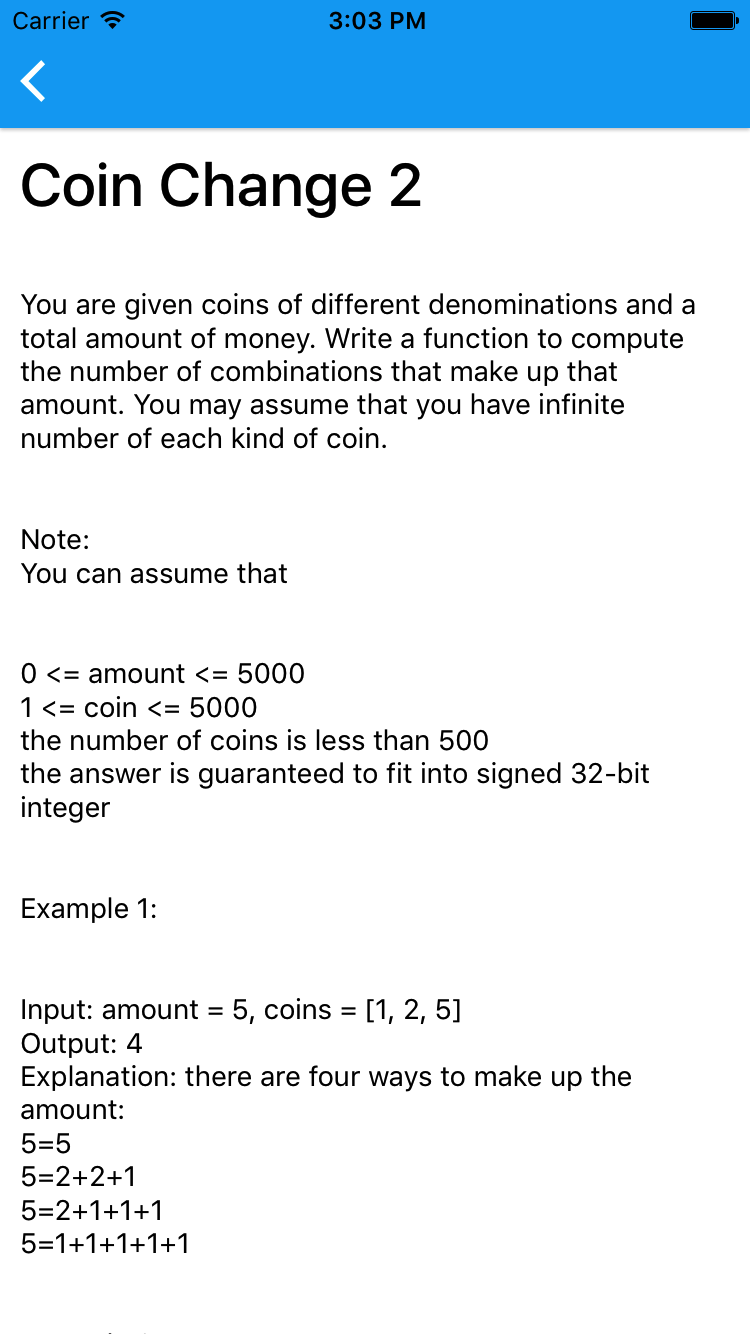 Carrier 3:03 PM
Coin Change 2
You are given coins of different denominations and a
total amount of money. Write a function to compute
the number of combinations that make up that
amount. You may assume that you have infinite
number of each kind of coin.
Note:
You can assume that
0 <= amount <= 5000
1 <= coin <= 5000
the number of coins is less than 500
the answer is guaranteed to fit into signed 32-bit
integer
Example 1:
Input: amount = 5, coins = [1, 2, 5]
Output: 4
Explanation: there are four ways to make up the
amount:
5=5
5=2+2+1
5=2+1+1+1
5=1+1+1+1+1